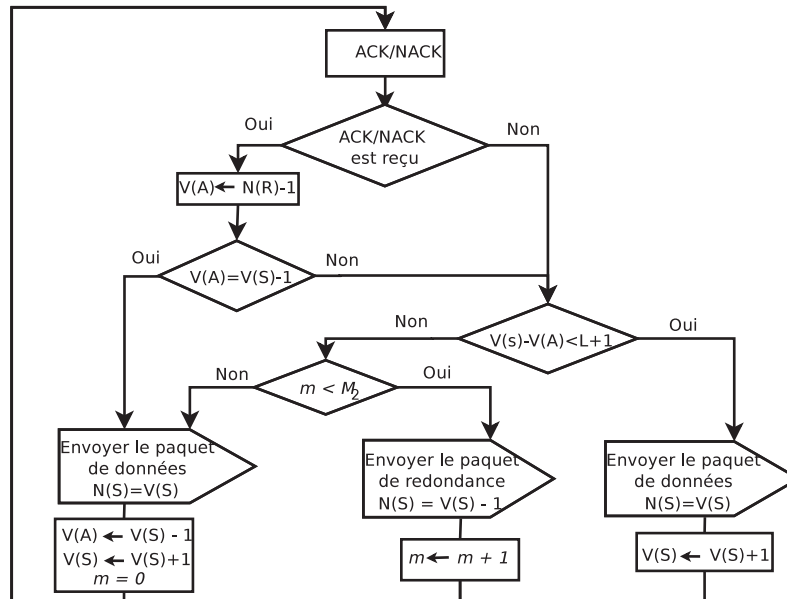 ACK/NACK
ACK/NACK
est reçu
Oui
Non
V(A) ← N(R)-1
V(A)=V(S)-1
Oui
Non
V(s)-V(A)<L+1
Non
Oui
m < M₂
Non
Oui
Envoyer le paquet
de données
N(S)=V(S)
Envoyer le paquet
de redondance
N(S) = V(S) - 1
Envoyer le paquet
de données
N(S)=V(S)
V(A) ← V(S) - 1
V(S) ← V(S)+1
m = 0
m ← m + 1
V(S) ← V(S)+1